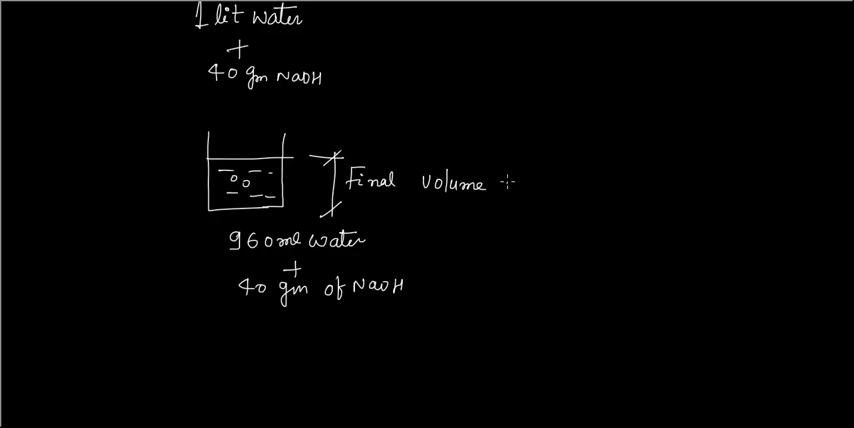 1 lit water
+
40 gm NaOH
Final volume
960 ml water
+
40 gm of NaOH